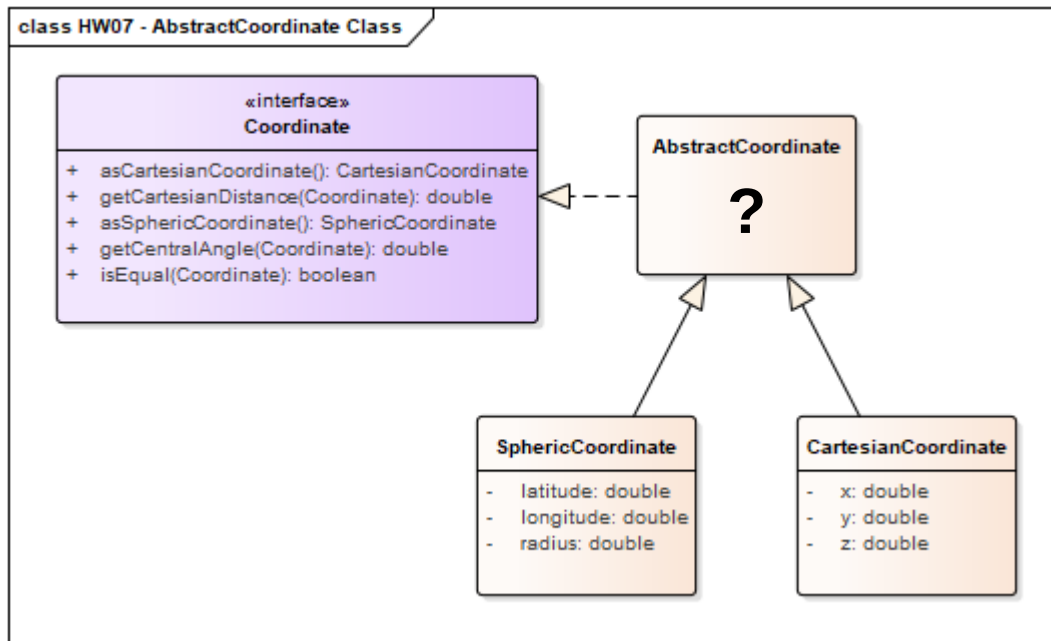 class HW07 - AbstractCoordinate Class
«interface»
Coordinate
+ asCartesianCoordinate(): CartesianCoordinate
+ getCartesianDistance(Coordinate): double
+ asSphericCoordinate(): SphericCoordinate
+ getCentralAngle(Coordinate): double
+ isEqual(Coordinate): boolean
AbstractCoordinate
?
SphericCoordinate
- latitude: double
- longitude: double
- radius: double
CartesianCoordinate
- x: double
- y: double
- z: double